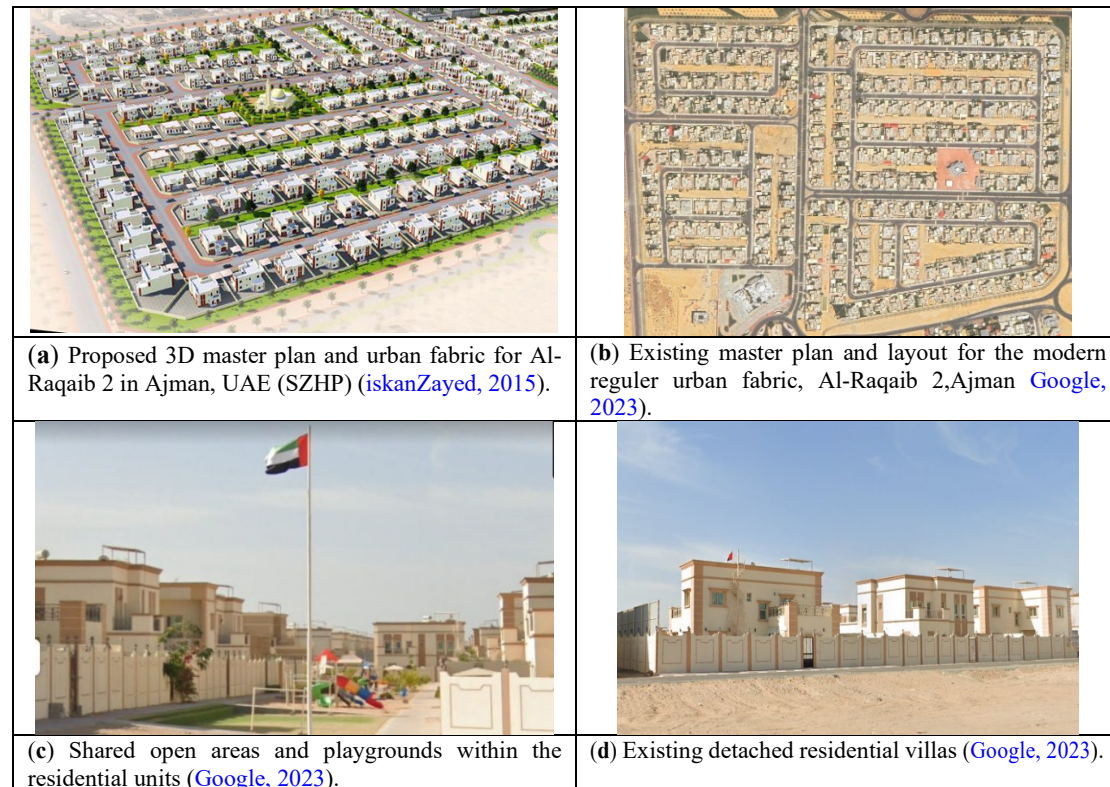 (a) Proposed 3D master plan and urban fabric for Al-
Raqaib 2 in Ajman, UAE (SZHP) (iskanZayed, 2015).
(b) Existing master plan and layout for the modern
reguler urban fabric, Al-Raqaib 2,Ajman Google,
2023).
(c) Shared open areas and playgrounds within the
residential units (Google, 2023).
(d) Existing detached residential villas (Google, 2023).